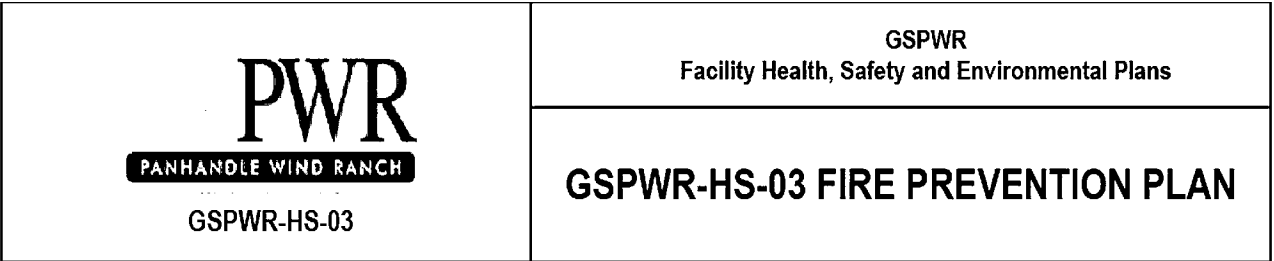 PWR
PANHANDLE WIND RANCH
GSPWR-HS-03
GSPWR
Facility Health, Safety and Environmental Plans
GSPWR-HS-03 FIRE PREVENTION PLAN